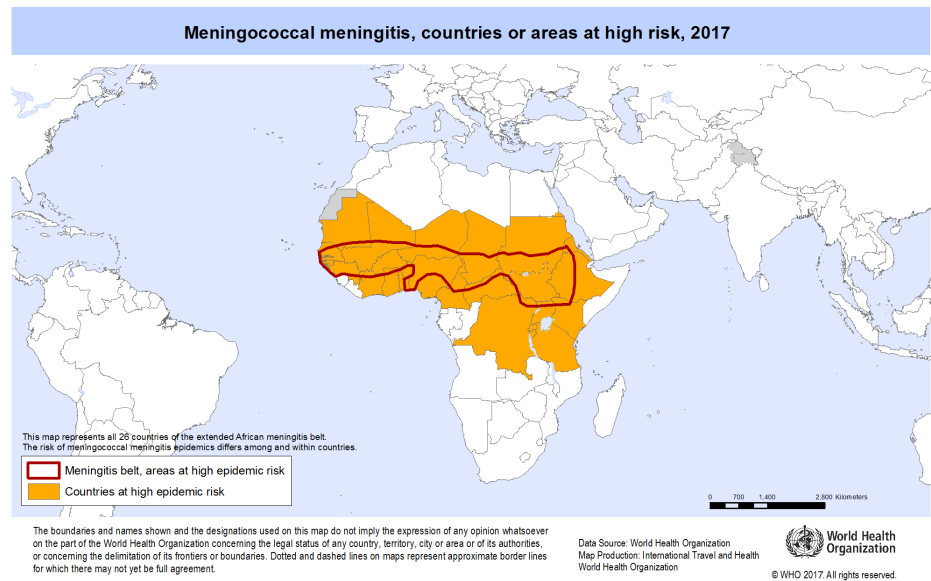 Meningococcal meningitis, countries or areas at high risk, 2017
This map represents all 26 countries of the extended African meningitis belt.
The risk of meningococcal meningitis epidemics differs among and within countries.
Meningitis belt, areas at high epidemic risk
Countries at high epidemic risk
0 700 1,400 2,800 Kilometers
The boundaries and names shown and the designations used on this map do not imply the expression of any opinion whatsoever
on the part of the World Health Organization concerning the legal status of any country, territory, city or area or of its authorities,
or concerning the delimitation of its frontiers or boundaries. Dotted and dashed lines on maps represent approximate border lines
for which there may not yet be full agreement.
Data Source: World Health Organization
Map Production: International Travel and Health
World Health Organization
World Health
Organization
© WHO 2017. All rights reserved.